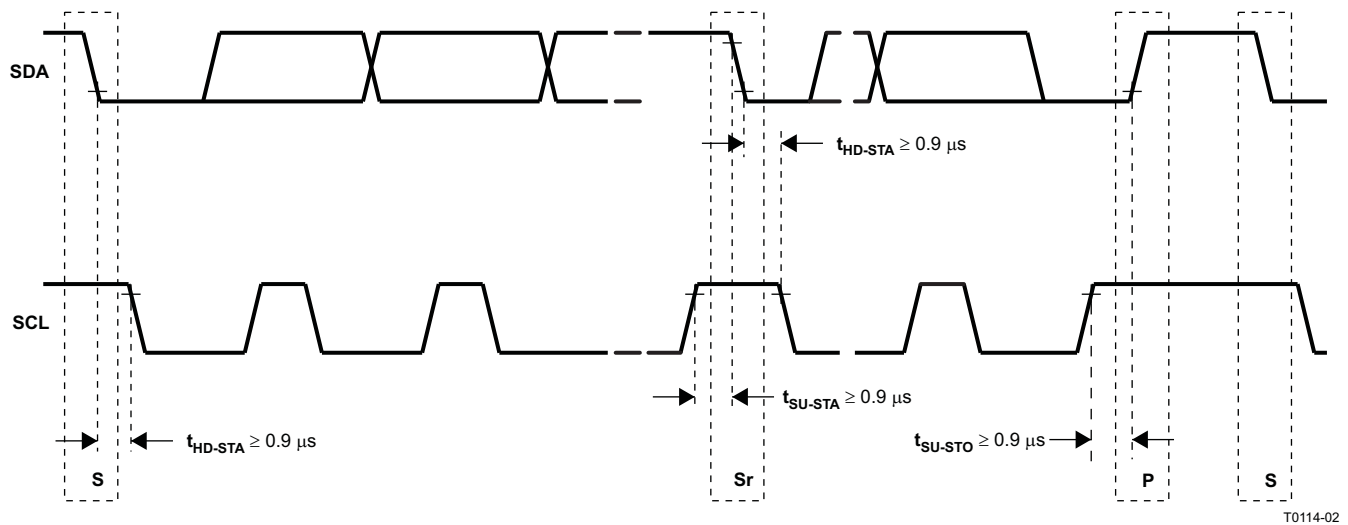 SDA
t_HD-STA ≥ 0.9 μs
SCL
t_SU-STA ≥ 0.9 μs
t_HD-STA ≥ 0.9 μs
t_SU-STO ≥ 0.9 μs
S
Sr
P
S
T0114-02